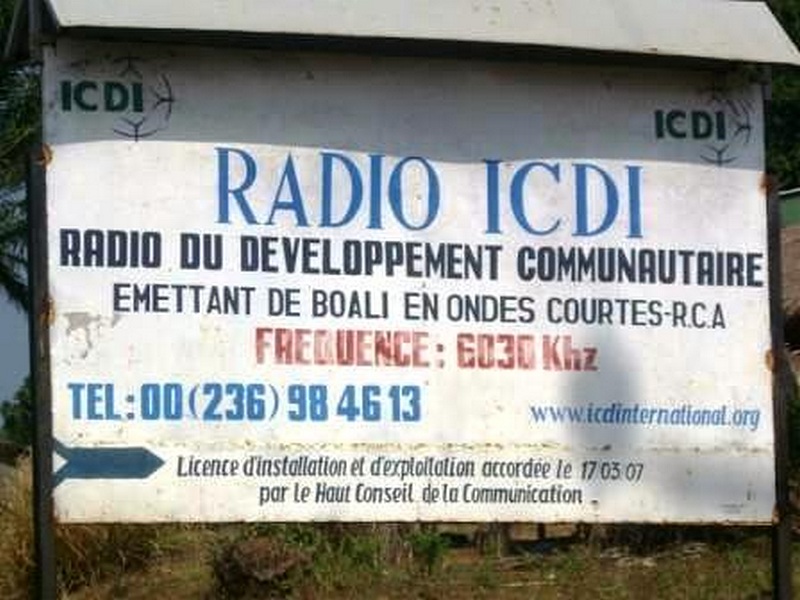 ICDI
ICDI
RADIO ICDI
RADIO DU DEVELOPPEMENT COMMUNAUTAIRE
EMETTANT DE BOALI EN ONDES COURTES-R.C.A
FREQUENCE: 6030 Khz
TEL:00(236) 98 46 13
www.icdinternational.org
Licence d'installation et d'exploitation accordée le 17 03 07
par le Haut Conseil de la Communication